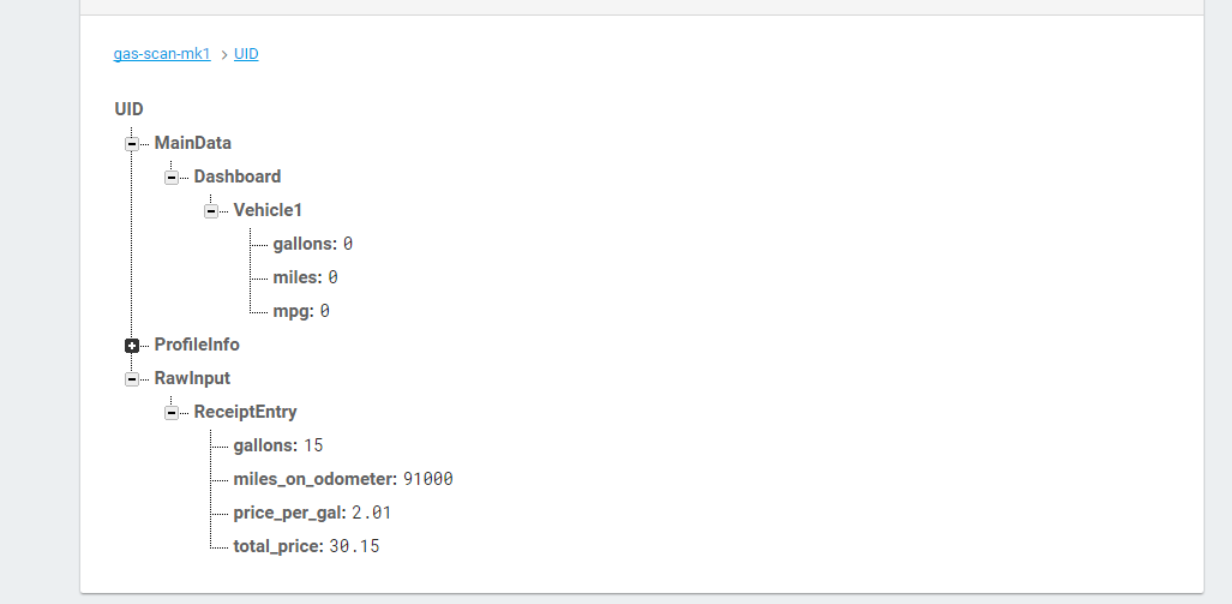 gas-scan-mk1 > UID
UID
MainData
Dashboard
Vehicle1
gallons: 0
miles: 0
mpg: 0
ProfileInfo
RawInput
ReceiptEntry
gallons: 15
miles_on_odometer: 91000
price_per_gal: 2.01
total_price: 30.15